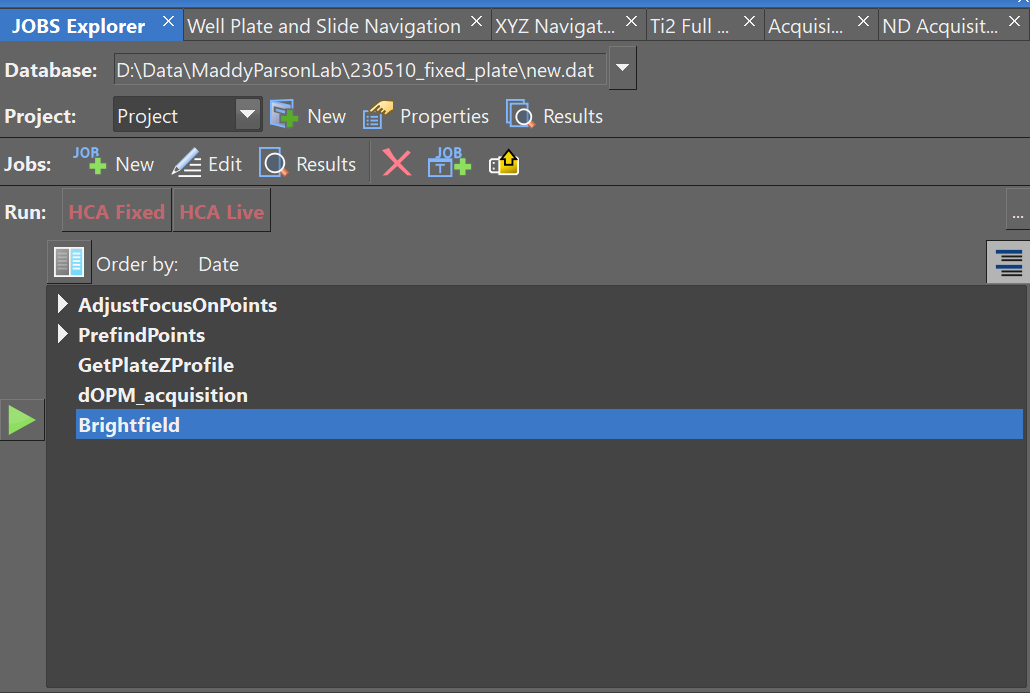 JOBS Explorer Well Plate and Slide Navigation XYZ Navigat... Ti2 Full ... Acquisi... ND Acquisit...
Database: D:\Data\MaddyParsonLab\230510_fixed_plate\new.dat
Project: Project New Properties Results
Jobs: JOB New Edit Results JOB T
Run: HCA Fixed HCA Live ...
Order by: Date
AdjustFocusOnPoints
PrefindPoints
GetPlateZProfile
dOPM_acquisition
Brightfield